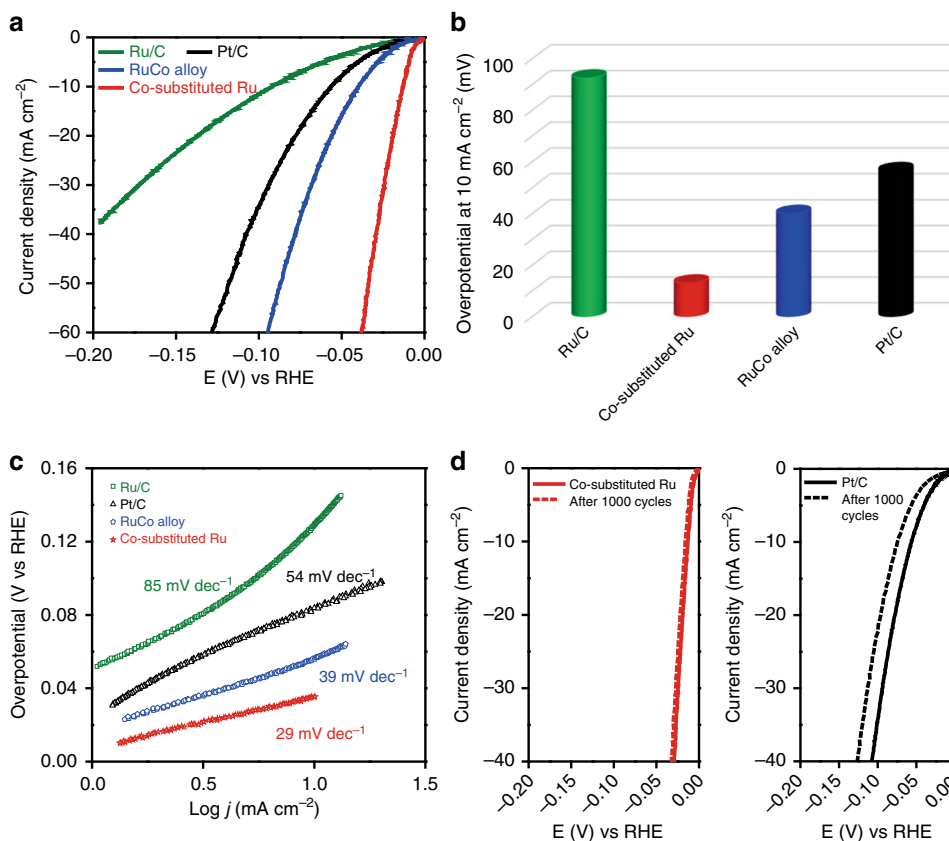 a
Ru/C
Pt/C
RuCo alloy
Co-substituted Ru
0
−10
−20
−30
−40
−50
−60
Current density (mA cm⁻²)
−0.20
−0.15
−0.10
−0.05
0.00
E (V) vs RHE
b
100
80
60
40
20
0
Overpotential at 10 mA cm⁻² (mV)
Ru/C
Co-substituted Ru
RuCo alloy
Pt/C
c
0.16
0.12
0.08
0.04
0.00
Overpotential (V vs RHE)
Ru/C
Pt/C
RuCo alloy
Co-substituted Ru
85 mV dec⁻¹
54 mV dec⁻¹
39 mV dec⁻¹
29 mV dec⁻¹
0.0
0.5
1.0
1.5
Log j (mA cm⁻²)
d
0
−10
−20
−30
−40
Current density (mA cm⁻²)
Co-substituted Ru
After 1000 cycles
−0.20
−0.15
−0.10
−0.05
0.00
E (V) vs RHE
0
−10
−20
−30
−40
Current density (mA cm⁻²)
Pt/C
After 1000
cycles
−0.20
−0.15
−0.10
−0.05
0.00
E (V) vs RHE